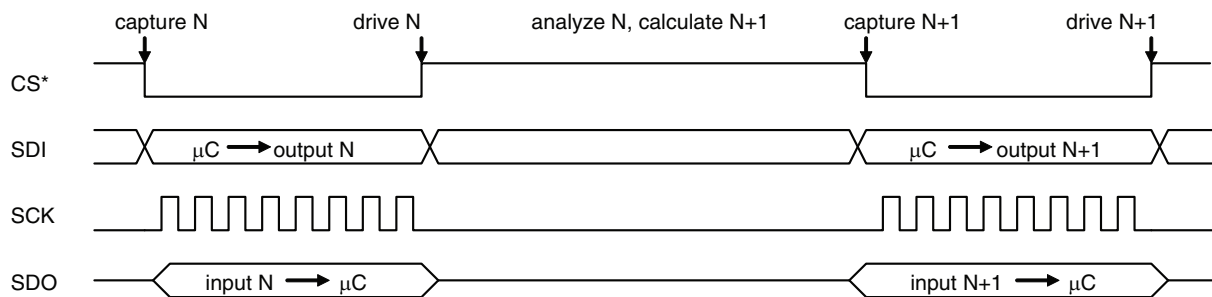 capture N drive N analyze N, calculate N+1 capture N+1 drive N+1
CS*
SDI μC → output N μC → output N+1
SCK
SDO input N → μC input N+1 → μC